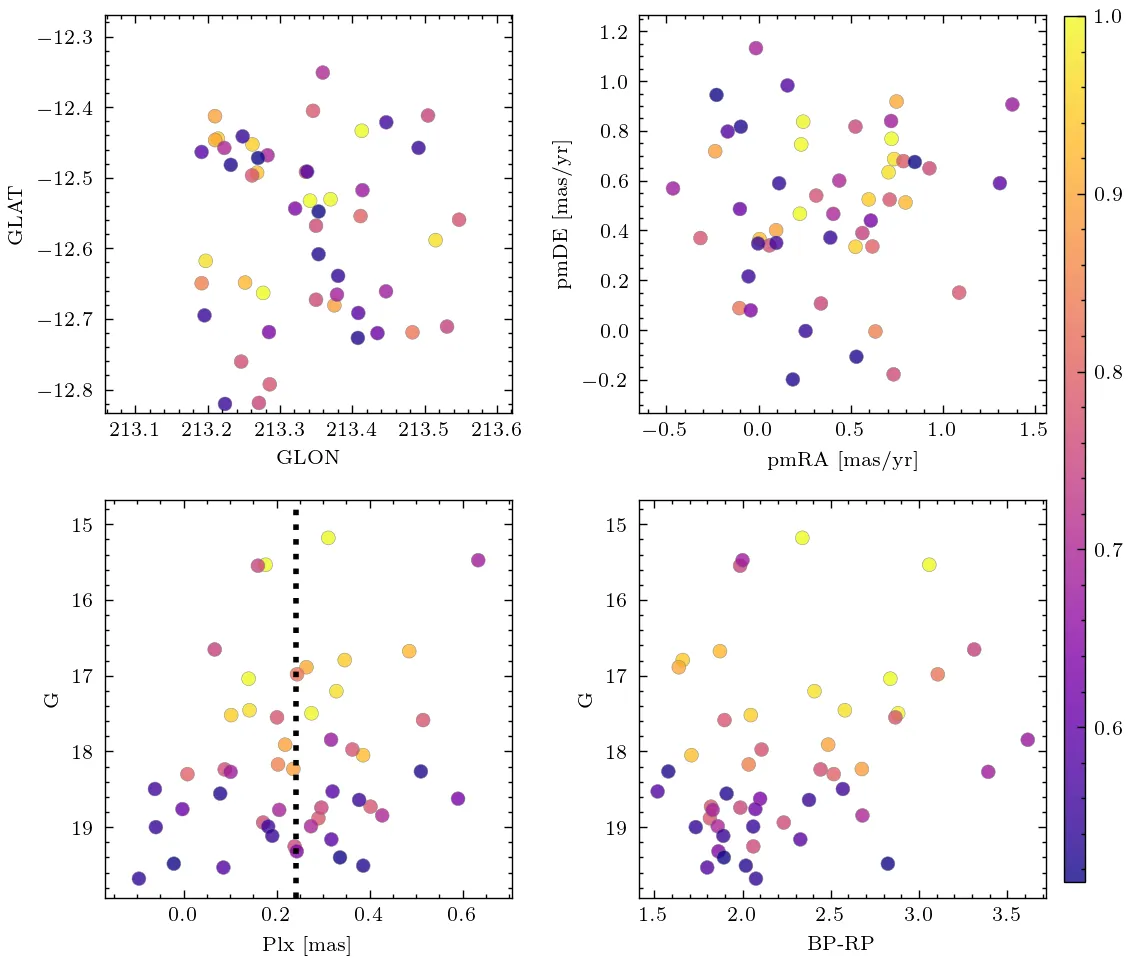 −12.3
−12.4
−12.5
−12.6
−12.7
−12.8
GLAT
213.1 213.2 213.3 213.4 213.5 213.6
GLON
1.2
1.0
0.8
0.6
0.4
0.2
0.0
−0.2
pmDE [mas/yr]
−0.5 0.0 0.5 1.0 1.5
pmRA [mas/yr]
15
16
17
18
19
G
0.0 0.2 0.4 0.6
Plx [mas]
15
16
17
18
19
G
1.5 2.0 2.5 3.0 3.5
BP-RP
1.0
0.9
0.8
0.7
0.6